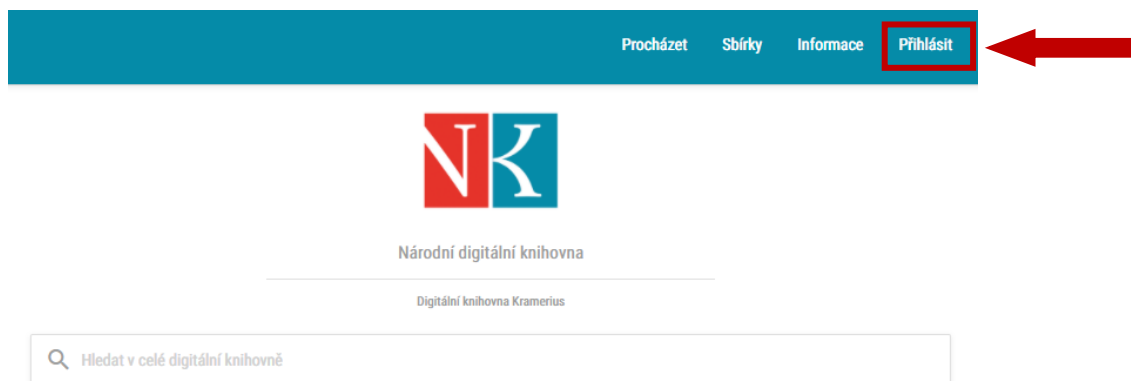 Procházet Sbírky Informace Přihlásit
NK
Národní digitální knihovna
Digitální knihovna Kramerius
Hledat v celé digitální knihovně